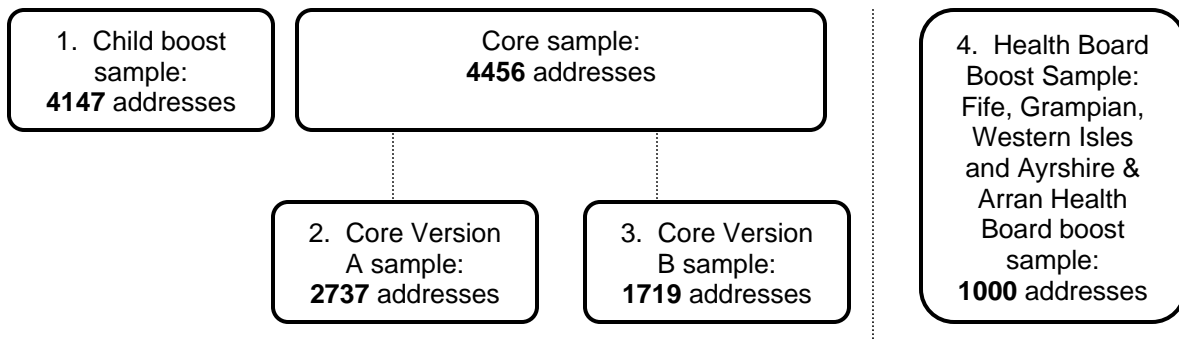 1. Child boost
sample:
4147 addresses
Core sample:
4456 addresses
4. Health Board
Boost Sample:
Fife, Grampian,
Western Isles
and Ayrshire &
Arran Health
Board boost
sample:
1000 addresses
2. Core Version
A sample:
2737 addresses
3. Core Version
B sample:
1719 addresses